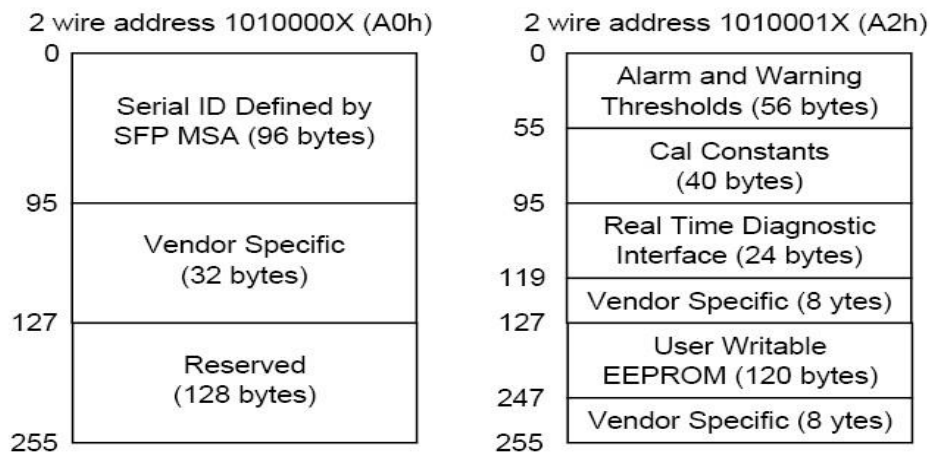 2 wire address 1010000X (A0h)
0
Serial ID Defined by
SFP MSA (96 bytes)
95
Vendor Specific
(32 bytes)
127
Reserved
(128 bytes)
255
2 wire address 1010001X (A2h)
0
Alarm and Warning
Thresholds (56 bytes)
55
Cal Constants
(40 bytes)
95
Real Time Diagnostic
Interface (24 bytes)
119
Vendor Specific (8 ytes)
127
User Writable
EEPROM (120 bytes)
247
Vendor Specific (8 ytes)
255